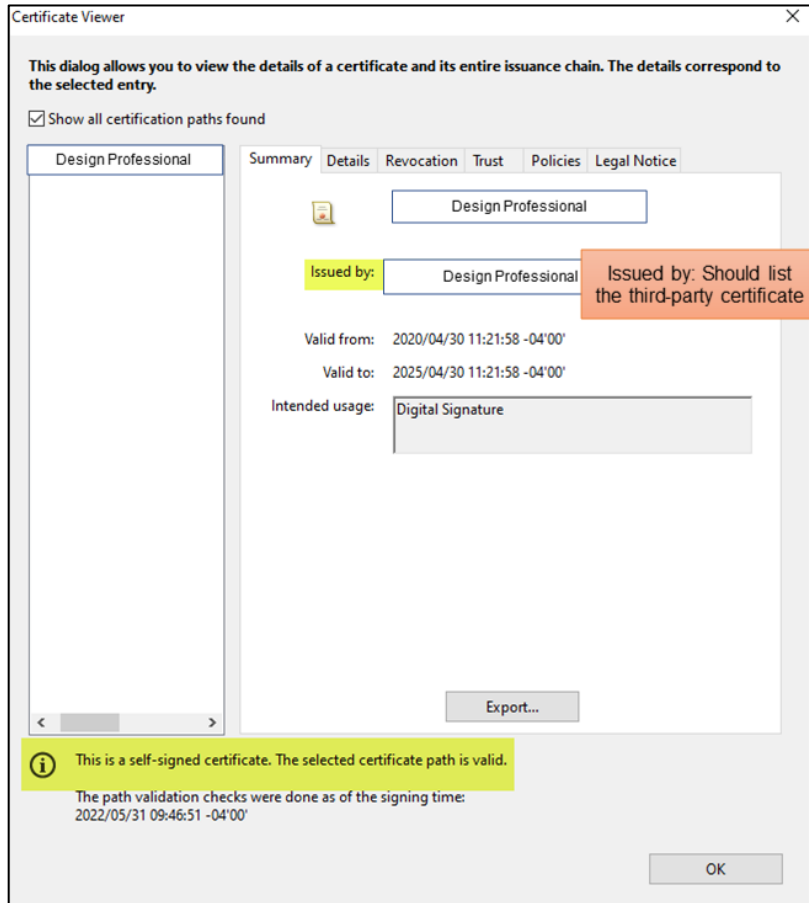 Certificate Viewer
This dialog allows you to view the details of a certificate and its entire issuance chain. The details correspond to
the selected entry.
Show all certification paths found
Design Professional
Summary Details Revocation Trust Policies Legal Notice
Design Professional
Issued by: Design Professional
Issued by: Should list
the third-party certificate
Valid from: 2020/04/30 11:21:58 -04'00'
Valid to: 2025/04/30 11:21:58 -04'00'
Intended usage: Digital Signature
Export...
This is a self-signed certificate. The selected certificate path is valid.
The path validation checks were done as of the signing time:
2022/05/31 09:46:51 -04'00'
OK